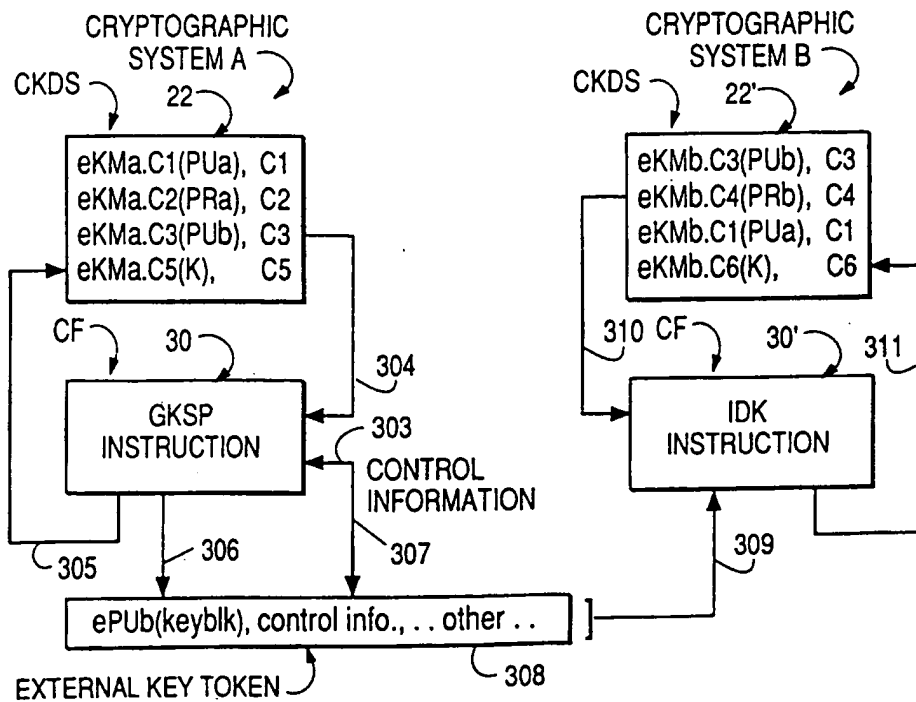 CRYPTOGRAPHIC
SYSTEM A
CKDS
22
eKMa.C1(PUa), C1
eKMa.C2(PRa), C2
eKMa.C3(PUb), C3
eKMa.C5(K), C5
CF
30
304
GKSP
INSTRUCTION
303
CONTROL
INFORMATION
305
306
307
ePUb(keyblk), control info., . . other . .
EXTERNAL KEY TOKEN
308
CRYPTOGRAPHIC
SYSTEM B
CKDS
22'
eKMb.C3(PUb), C3
eKMb.C4(PRb), C4
eKMb.C1(PUa), C1
eKMb.C6(K), C6
310
CF
30'
311
IDK
INSTRUCTION
309